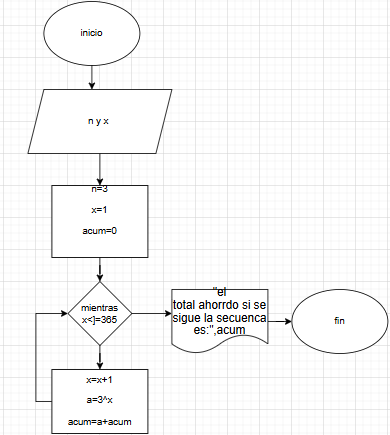 inicio
n y x
n=3
x=1
acum=0
mientras
x<)=365
x=x+1
a=3^x
acum=a+acum
"el
total ahorrdo si se
sigue la secuenca
es:",acum
fin